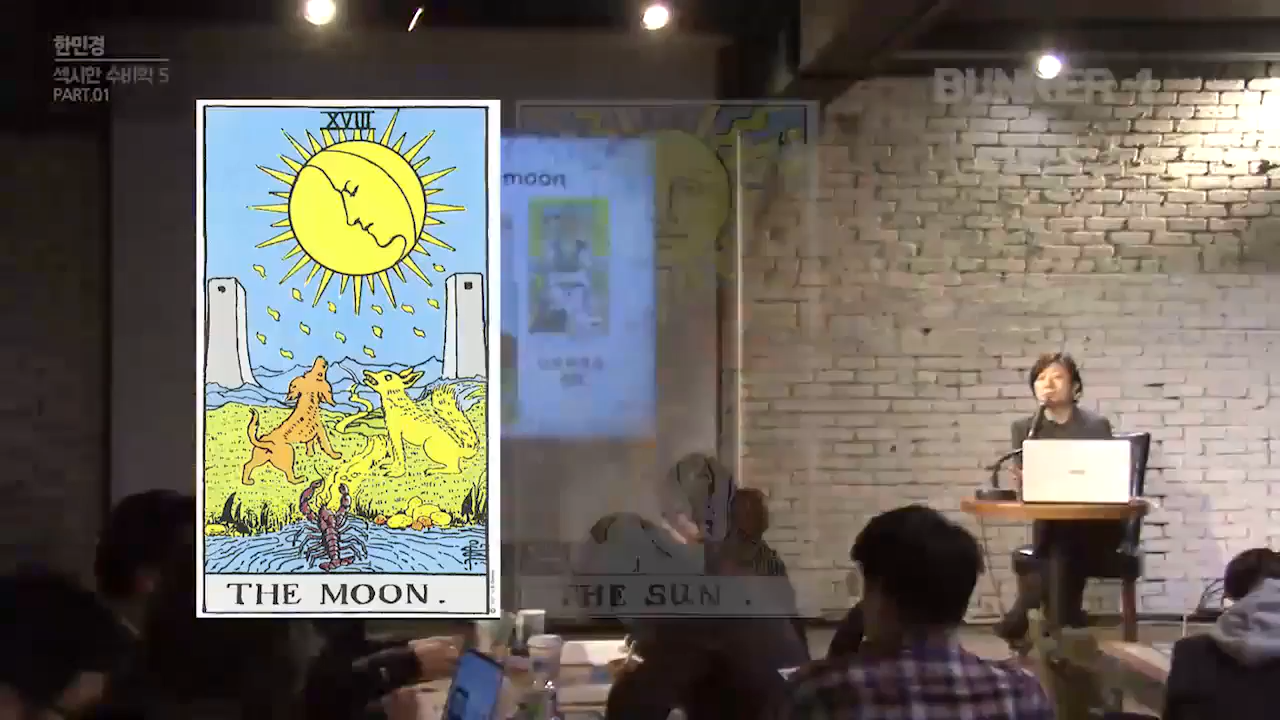 한민경
섹시한 수비학 5
PART.01
BUNKER 1
XVIII
moon
THE MOON.
THE SUN.